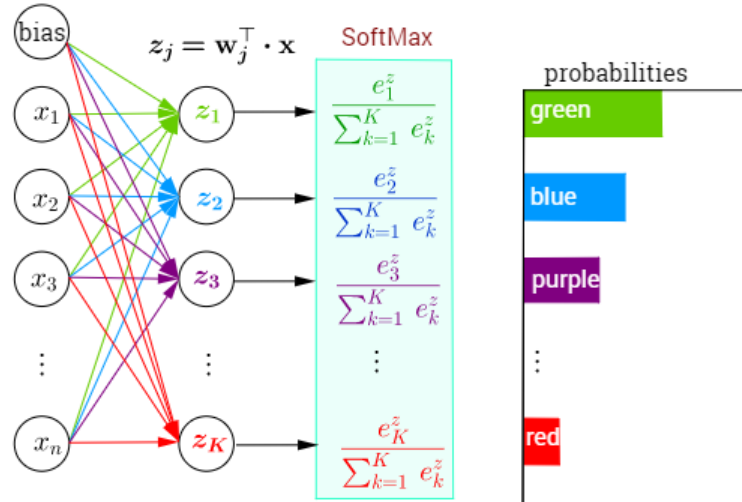 bias
z_j = w_j^⊤ · x
SoftMax
probabilities
x_1
z_1
e_1^z / ∑_{k=1}^K e_k^z
green
x_2
z_2
e_2^z / ∑_{k=1}^K e_k^z
blue
x_3
z_3
e_3^z / ∑_{k=1}^K e_k^z
purple
⋮ ⋮ ⋮ ⋮
x_n
z_K
e_K^z / ∑_{k=1}^K e_k^z
red